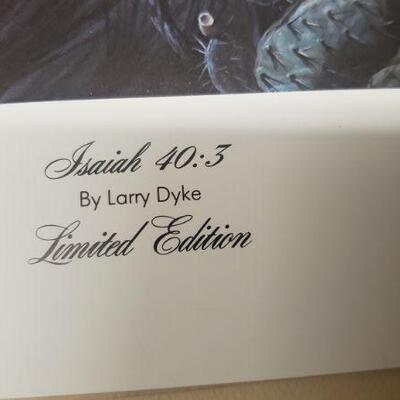 Isaiah 40:3
By Larry Dyke
Limited Edition